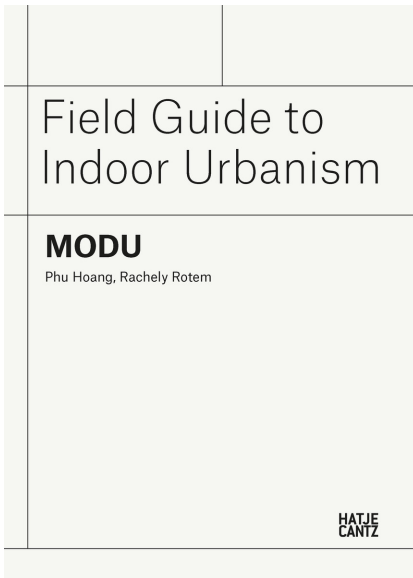 Field Guide to
Indoor Urbanism
MODU
Phu Hoang, Rachely Rotem
HATJE
CANTZ